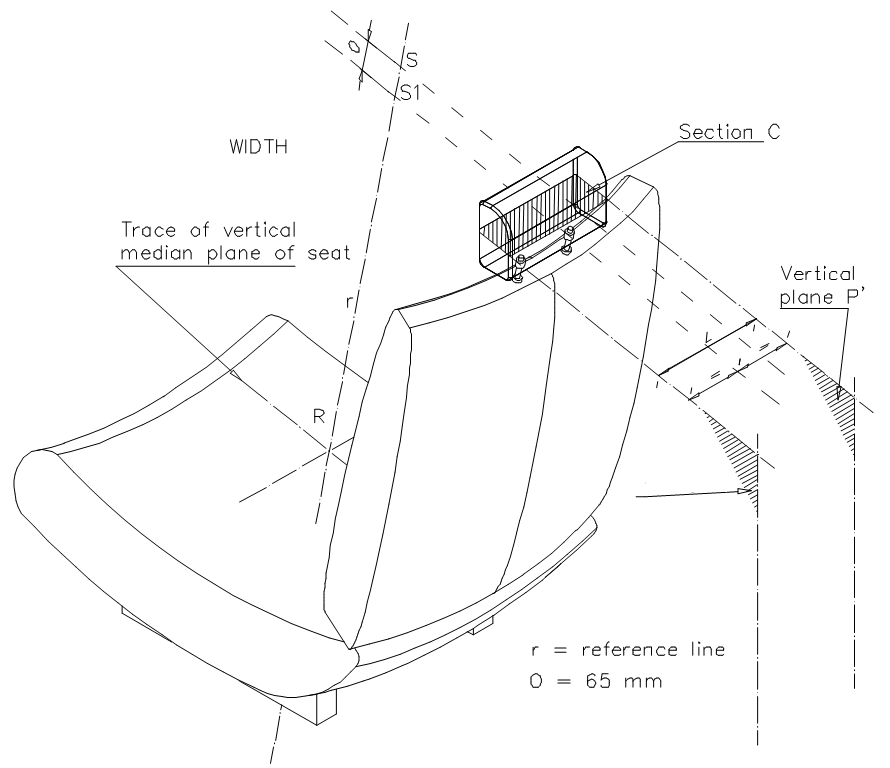 O
S
S1
Section C
WIDTH
Trace of vertical
median plane of seat
Vertical
plane P'
r
L
R
r = reference line
O = 65 mm